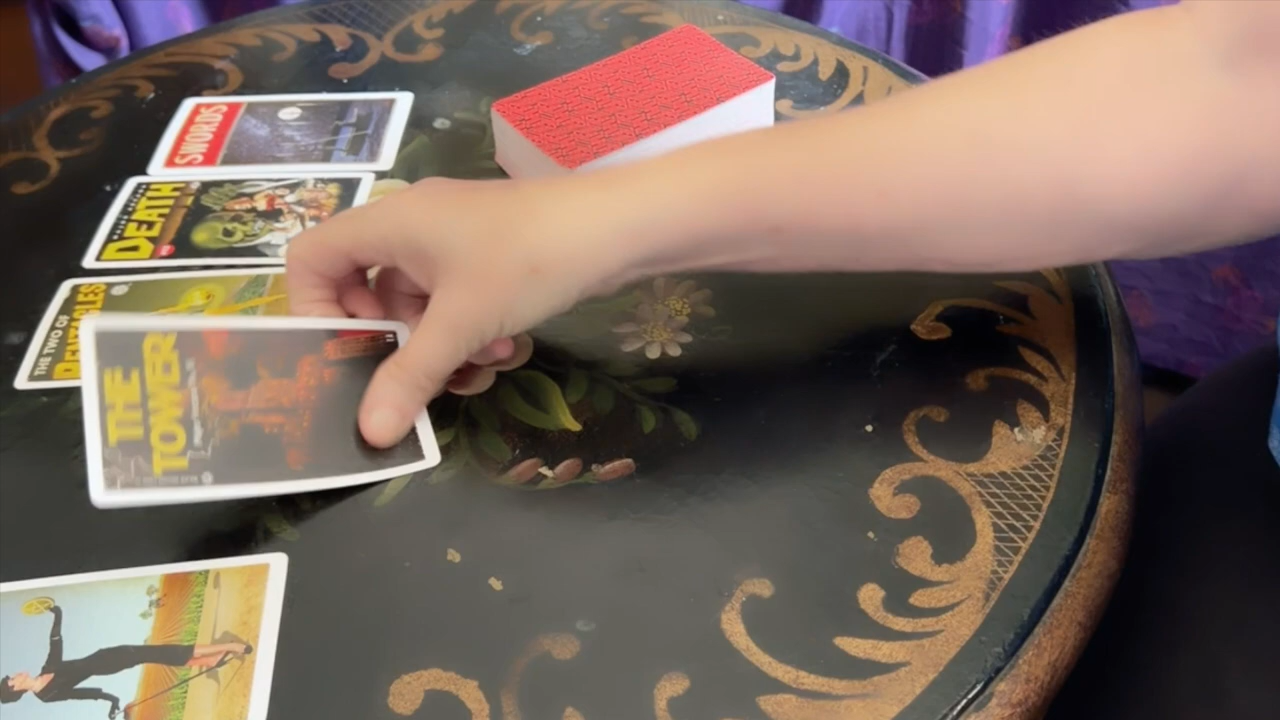 SWORDS
DEATH
THE TWO OF
PENTACLES
THE
TOWER